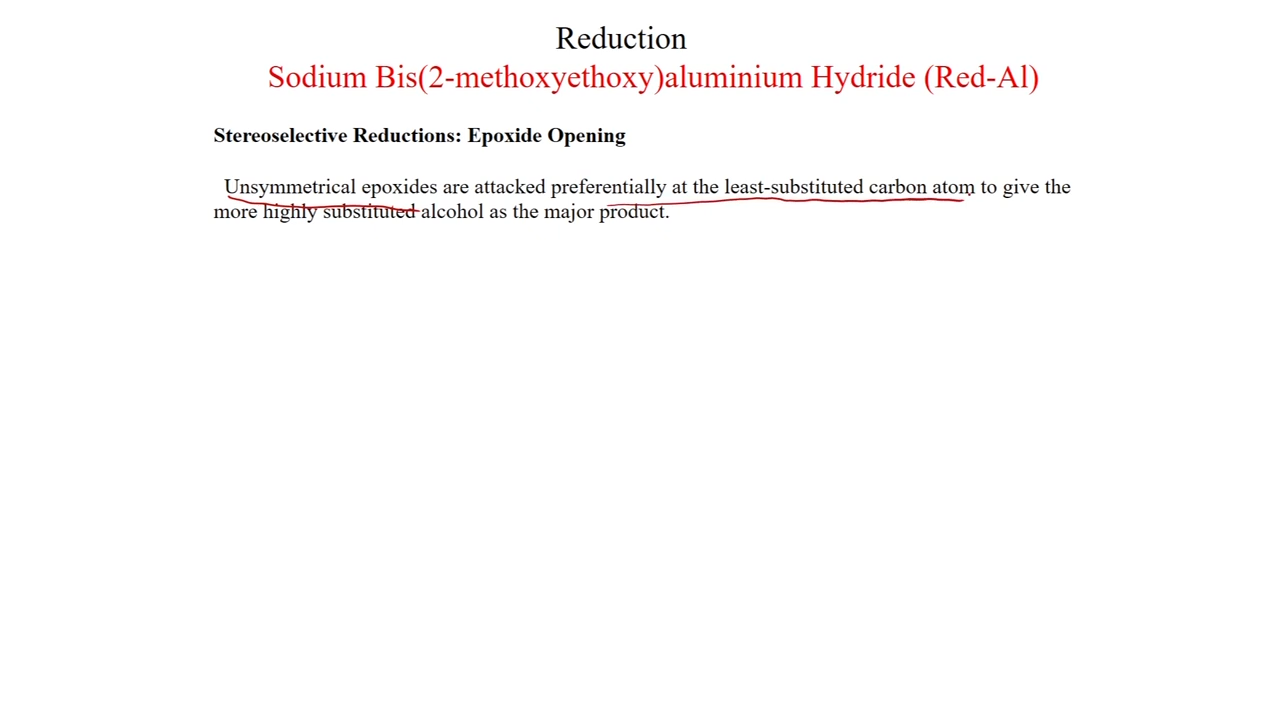 Reduction
Sodium Bis(2-methoxyethoxy)aluminium Hydride (Red-Al)
Stereoselective Reductions: Epoxide Opening
Unsymmetrical epoxides are attacked preferentially at the least-substituted carbon atom to give the
more highly substituted alcohol as the major product.